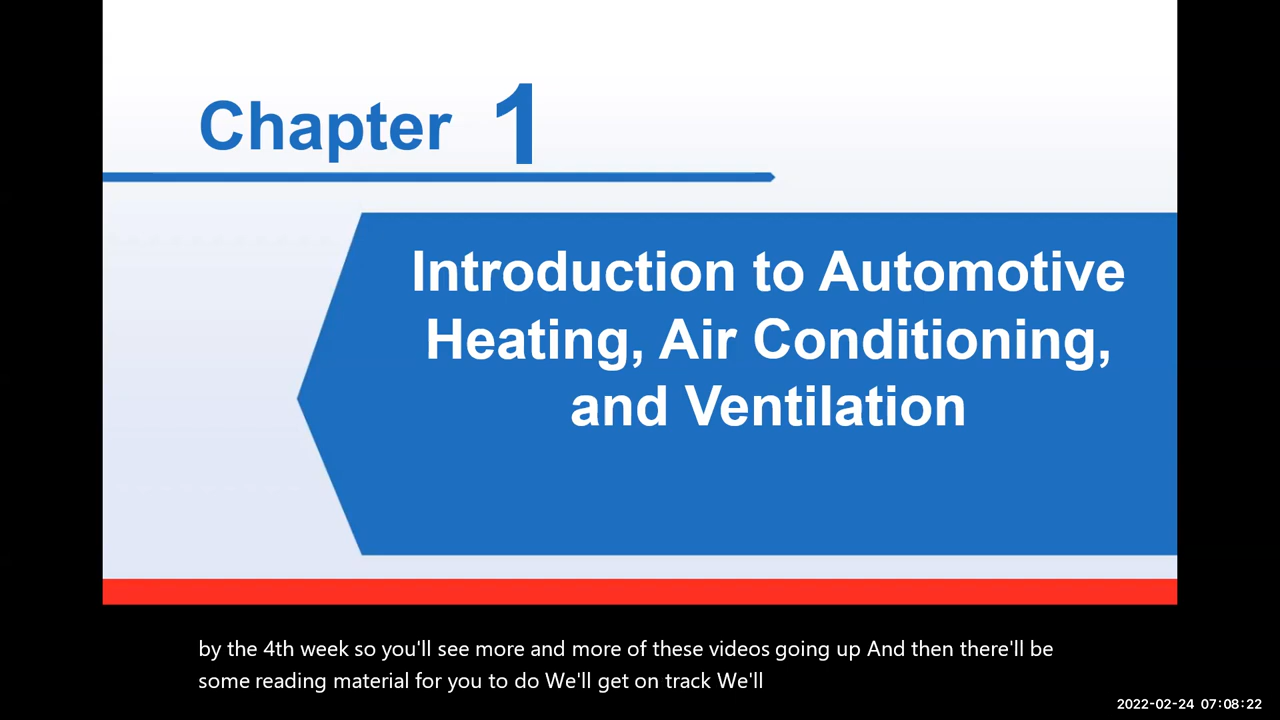 Chapter 1
Introduction to Automotive
Heating, Air Conditioning,
and Ventilation
by the 4th week so you'll see more and more of these videos going up And then there'll be
some reading material for you to do We'll get on track We'll
2022-02-24 07:08:22